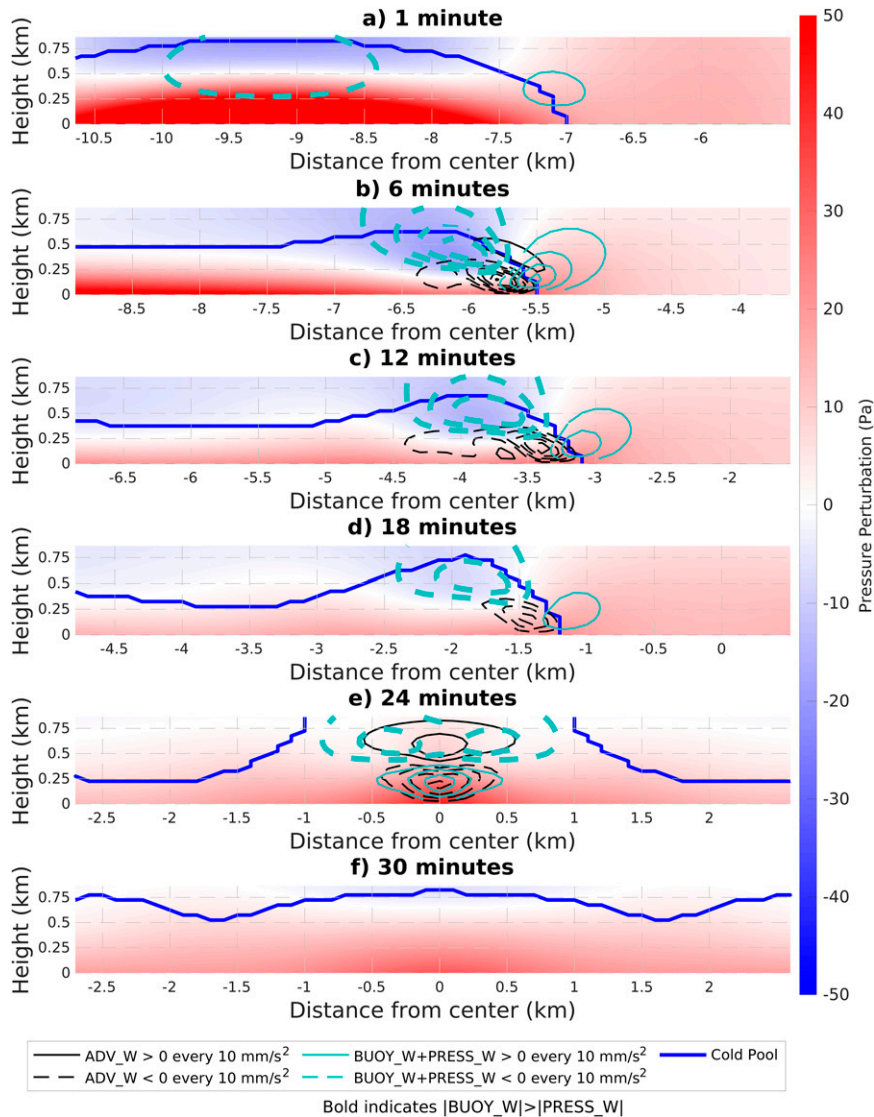 a) 1 minute
Height (km)
0.75
0.5
0.25
0
-10.5 -10 -9.5 -9 -8.5 -8 -7.5 -7 -6.5 -6
Distance from center (km)
b) 6 minutes
Height (km)
0.75
0.5
0.25
0
-8.5 -8 -7.5 -7 -6.5 -6 -5.5 -5 -4.5 -4
Distance from center (km)
c) 12 minutes
Height (km)
0.75
0.5
0.25
0
-6.5 -6 -5.5 -5 -4.5 -4 -3.5 -3 -2.5 -2
Distance from center (km)
d) 18 minutes
Height (km)
0.75
0.5
0.25
0
-4.5 -4 -3.5 -3 -2.5 -2 -1.5 -1 -0.5 0
Distance from center (km)
e) 24 minutes
Height (km)
0.75
0.5
0.25
0
-2.5 -2 -1.5 -1 -0.5 0 0.5 1 1.5 2
Distance from center (km)
f) 30 minutes
Height (km)
0.75
0.5
0.25
0
-2.5 -2 -1.5 -1 -0.5 0 0.5 1 1.5 2
Distance from center (km)
50
40
30
20
10
0
-10
-20
-30
-40
-50
Pressure Perturbation (Pa)
ADV_W > 0 every 10 mm/s² BUOY_W+PRESS_W > 0 every 10 mm/s² Cold Pool
ADV_W < 0 every 10 mm/s² BUOY_W+PRESS_W < 0 every 10 mm/s²
Bold indicates |BUOY_W|>|PRESS_W|